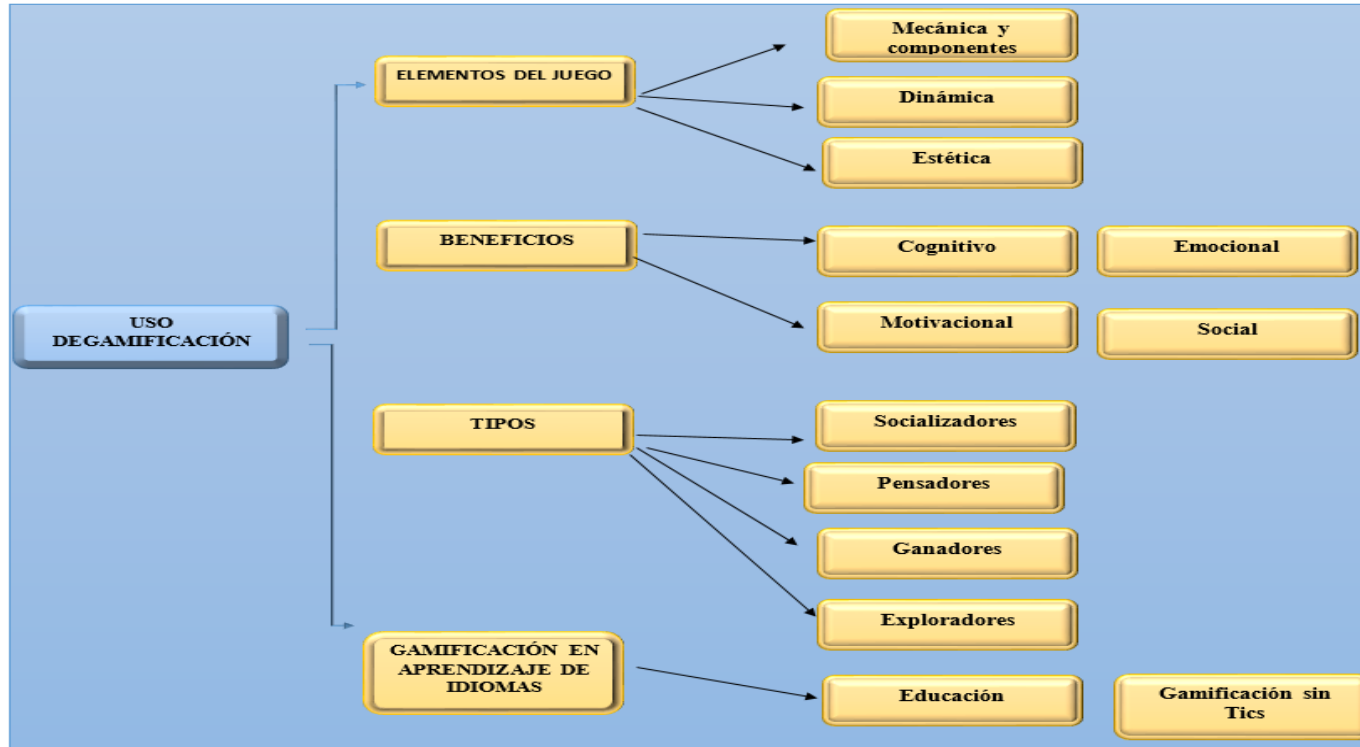 Mecánica y
componentes
ELEMENTOS DEL JUEGO
Dinámica
Estética
BENEFICIOS
Cognitivo
Emocional
Motivacional
Social
USO
DEGAMIFICACIÓN
TIPOS
Socializadores
Pensadores
Ganadores
Exploradores
GAMIFICACIÓN EN
APRENDIZAJE DE
IDIOMAS
Educación
Gamificación sin
Tics